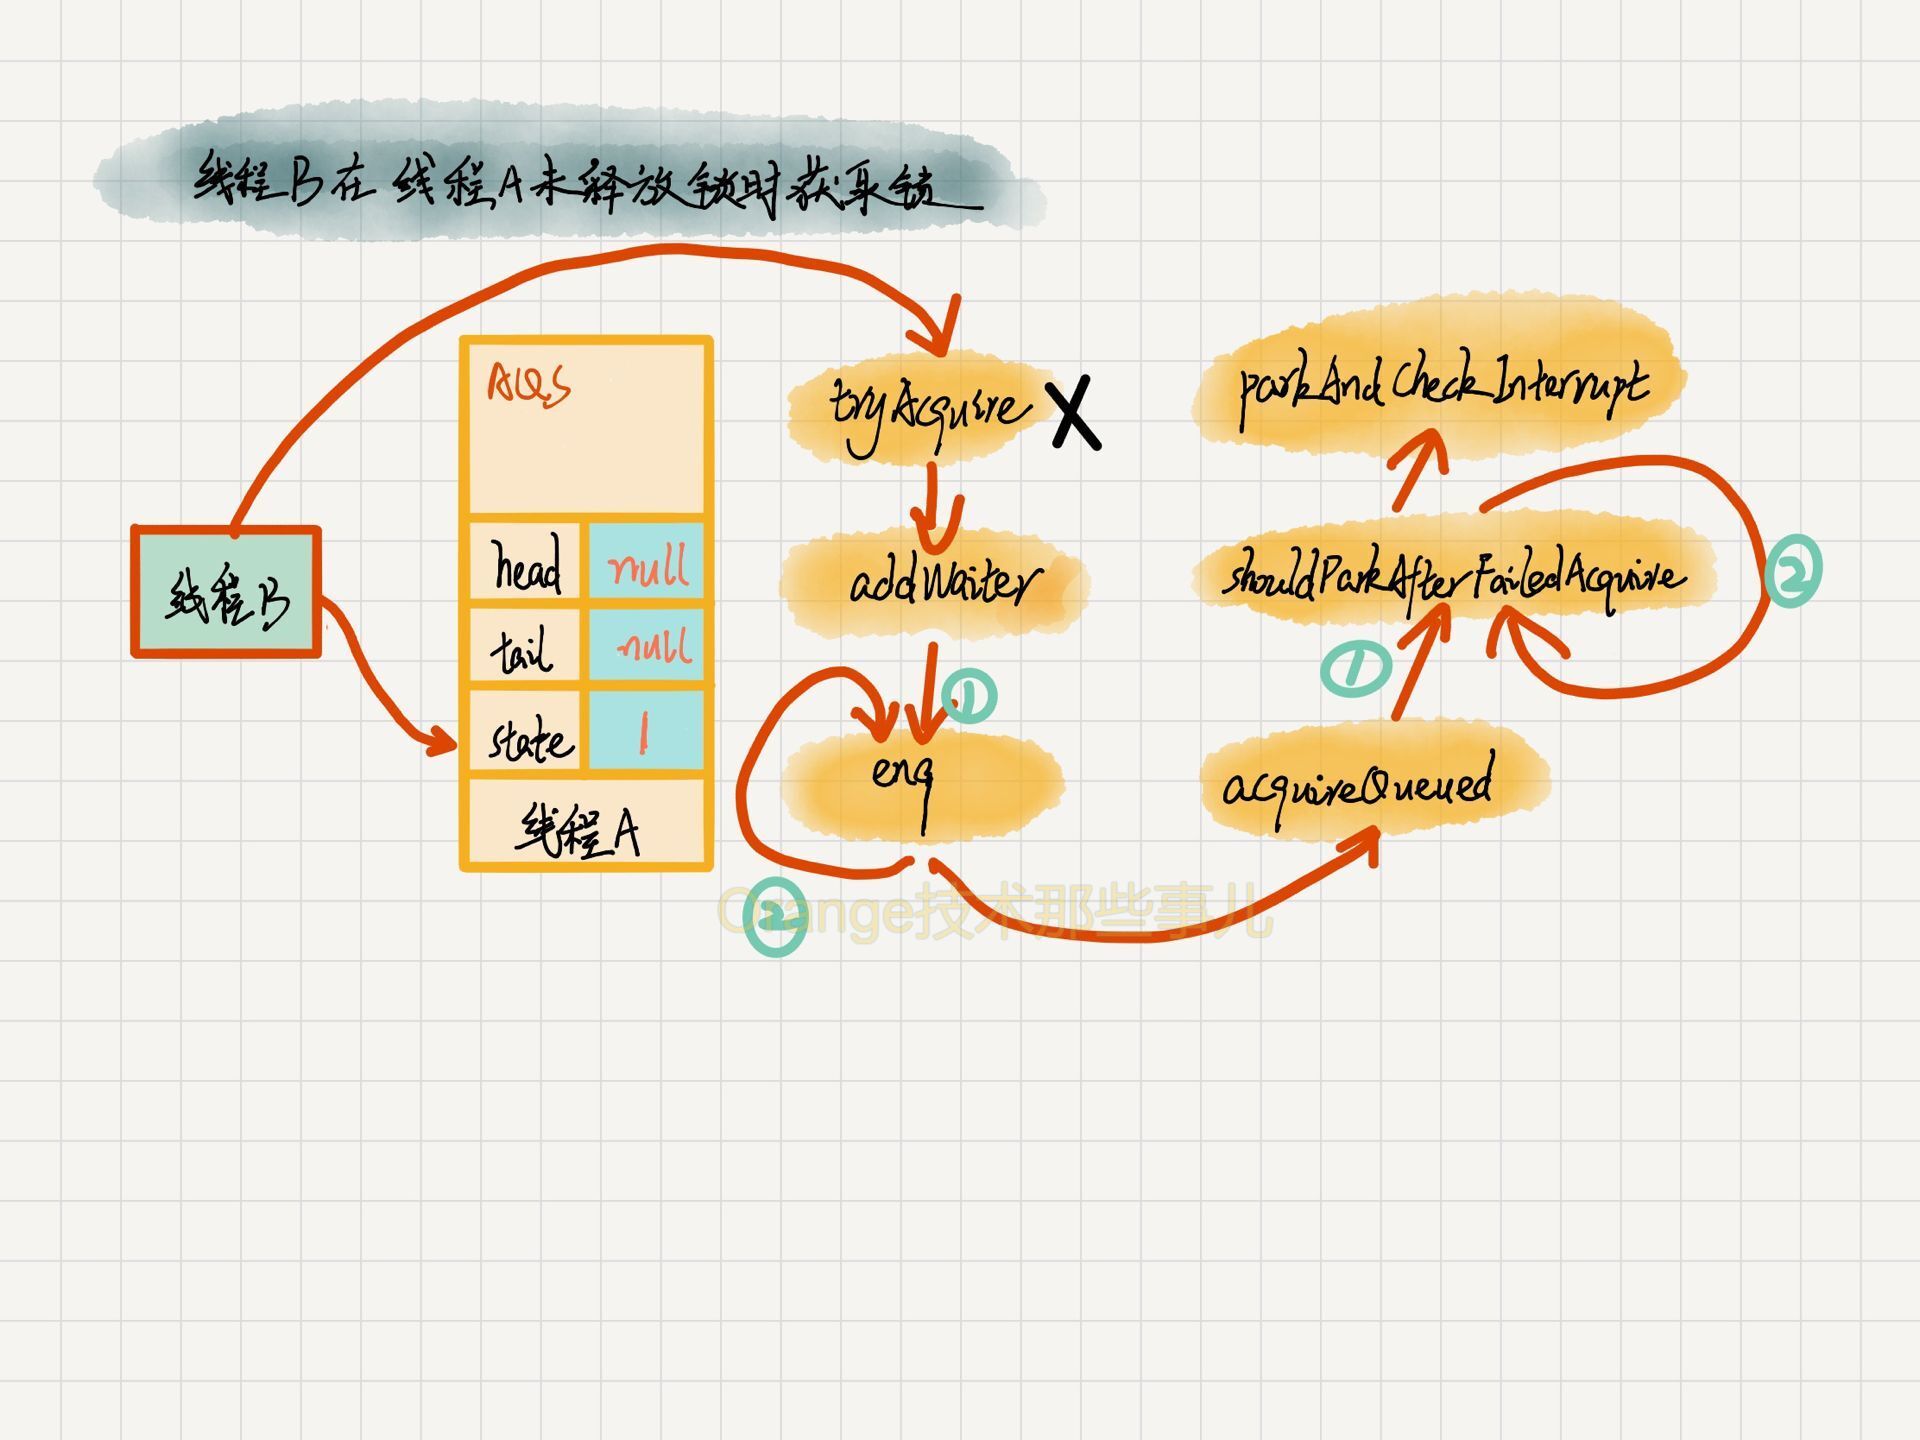 线程B在线程A未释放锁时获取锁
AQS
tryAcquire X
parkAndCheckInterrupt
线程B
head null
addWaiter
shouldParkAfterFailedAcquire
②
tail null
①
①
state 1
enq
acquireQueued
线程A
②
Orange技术那些事儿